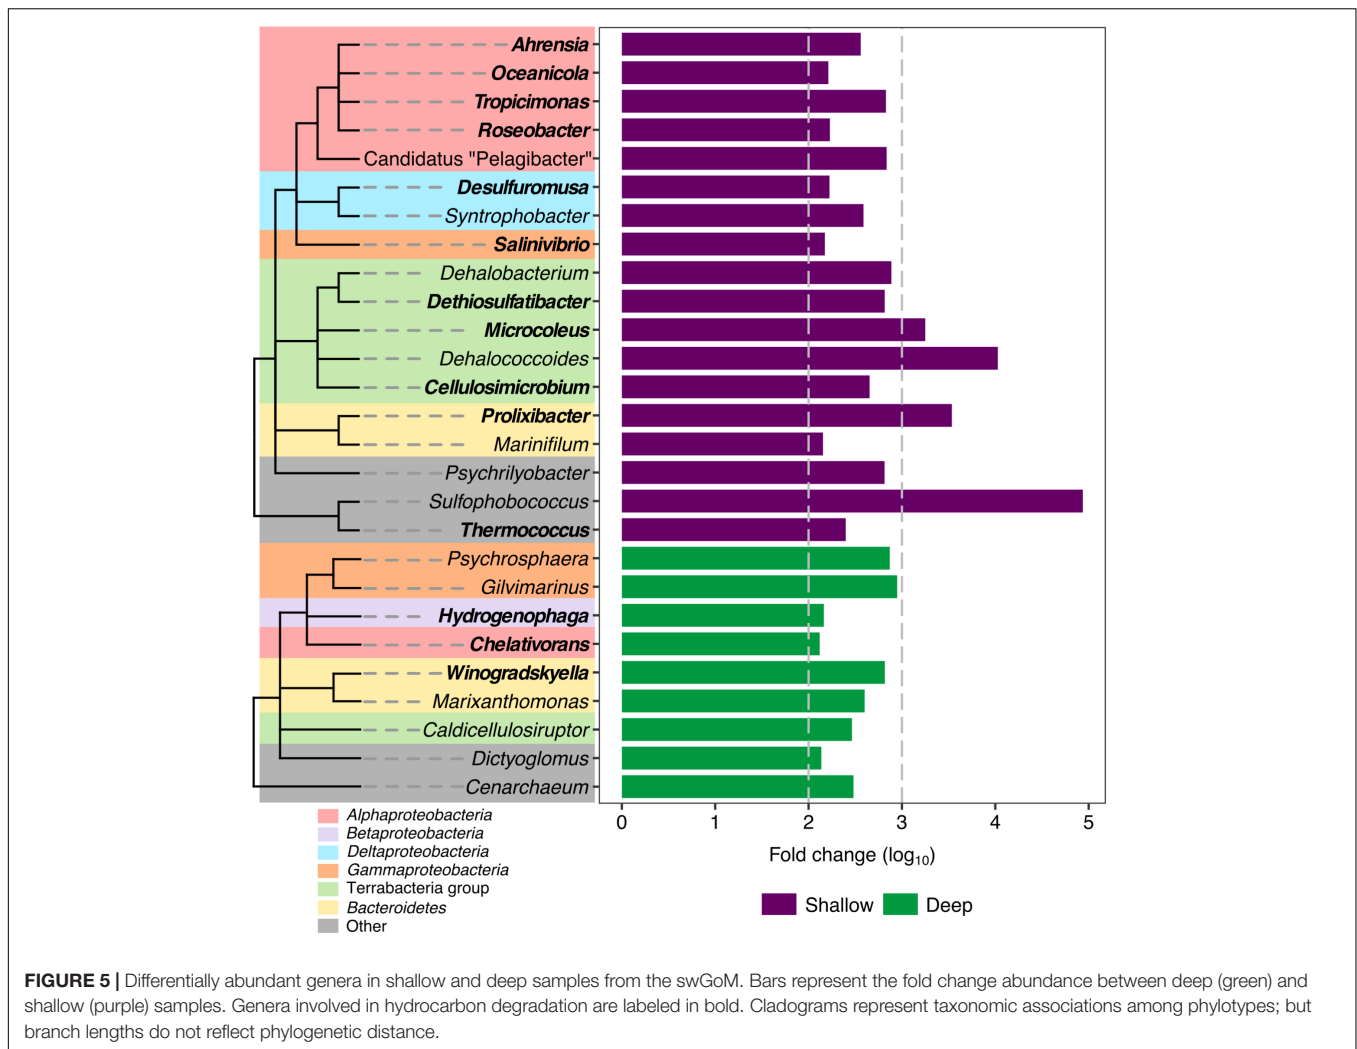 Ahrensia
Oceanicola
Tropicimonas
Roseobacter
Candidatus "Pelagibacter"
Desulfuromusa
Syntrophobacter
Salinivibrio
Dehalobacterium
Dethiosulfatibacter
Microcoleus
Dehalococcoides
Cellulosimicrobium
Prolixibacter
Marinifilum
Psychrilyobacter
Sulfophobococcus
Thermococcus
Psychrosphaera
Gilvimarinus
Hydrogenophaga
Chelativorans
Winogradskyella
Marixanthomonas
Caldicellulosiruptor
Dictyoglomus
Cenarchaeum
0 1 2 3 4 5
Fold change (log10)
Shallow Deep
Alphaproteobacteria
Betaproteobacteria
Deltaproteobacteria
Gammaproteobacteria
Terrabacteria group
Bacteroidetes
Other
FIGURE 5 | Differentially abundant genera in shallow and deep samples from the swGoM. Bars represent the fold change abundance between deep (green) and
shallow (purple) samples. Genera involved in hydrocarbon degradation are labeled in bold. Cladograms represent taxonomic associations among phylotypes; but
branch lengths do not reflect phylogenetic distance.